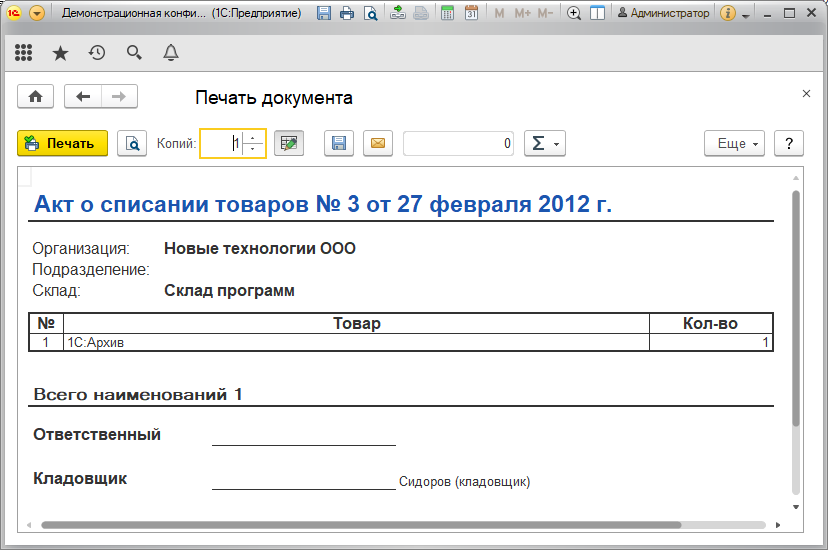 Демонстрационная конфи... (1С:Предприятие) M M+ M- Администратор
Печать документа
Печать Копий: 1 0 Σ Еще ?
Акт о списании товаров № 3 от 27 февраля 2012 г.
Организация: Новые технологии ООО
Подразделение:
Склад: Склад программ
№ Товар Кол-во
1 1С:Архив 1
Всего наименований 1
Ответственный
Кладовщик Сидоров (кладовщик)